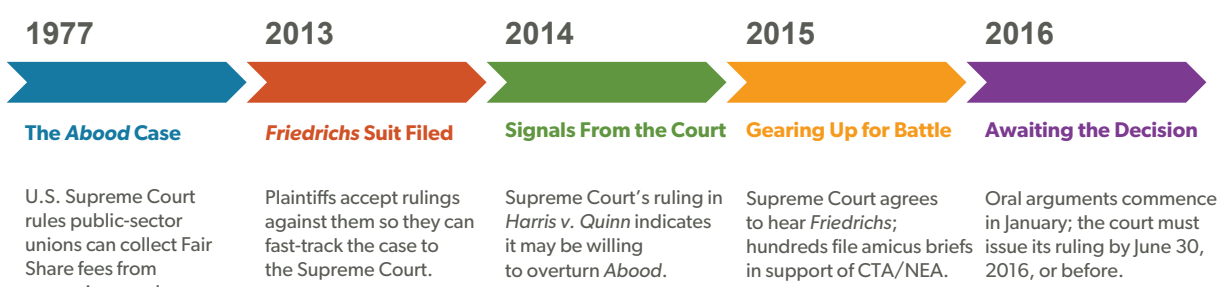 1977
The Abood Case
U.S. Supreme Court
rules public-sector
unions can collect Fair
Share fees from
2013
Friedrichs Suit Filed
Plaintiffs accept rulings
against them so they can
fast-track the case to
the Supreme Court.
2014
Signals From the Court
Supreme Court’s ruling in
Harris v. Quinn indicates
it may be willing
to overturn Abood.
2015
Gearing Up for Battle
Supreme Court agrees
to hear Friedrichs;
hundreds file amicus briefs
in support of CTA/NEA.
2016
Awaiting the Decision
Oral arguments commence
in January; the court must
issue its ruling by June 30,
2016, or before.